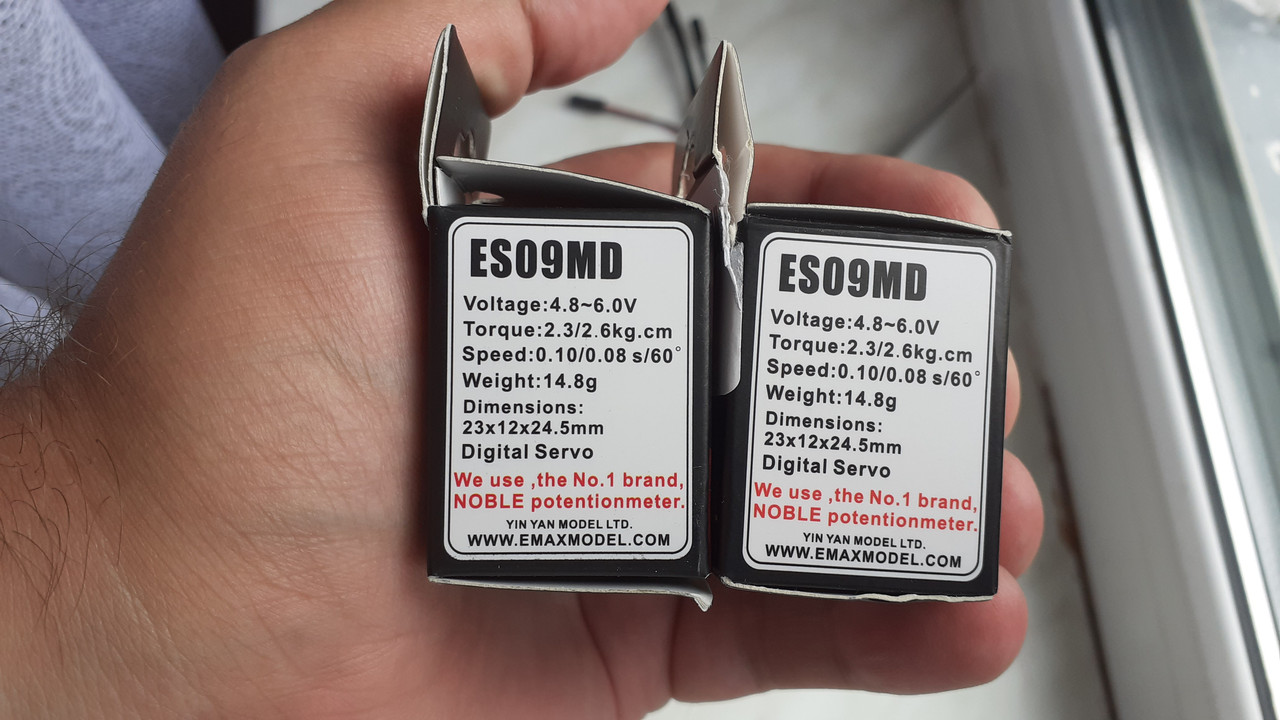 ES09MD
Voltage:4.8~6.0V
Torque:2.3/2.6kg.cm
Speed:0.10/0.08 s/60°
Weight:14.8g
Dimensions:
23x12x24.5mm
Digital Servo
We use ,the No.1 brand,
NOBLE potentionmeter.
YIN YAN MODEL LTD.
WWW.EMAXMODEL.COM
ES09MD
Voltage:4.8~6.0V
Torque:2.3/2.6kg.cm
Speed:0.10/0.08 s/60°
Weight:14.8g
Dimensions:
23x12x24.5mm
Digital Servo
We use ,the No.1 brand,
NOBLE potentionmeter.
YIN YAN MODEL LTD.
WWW.EMAXMODEL.COM